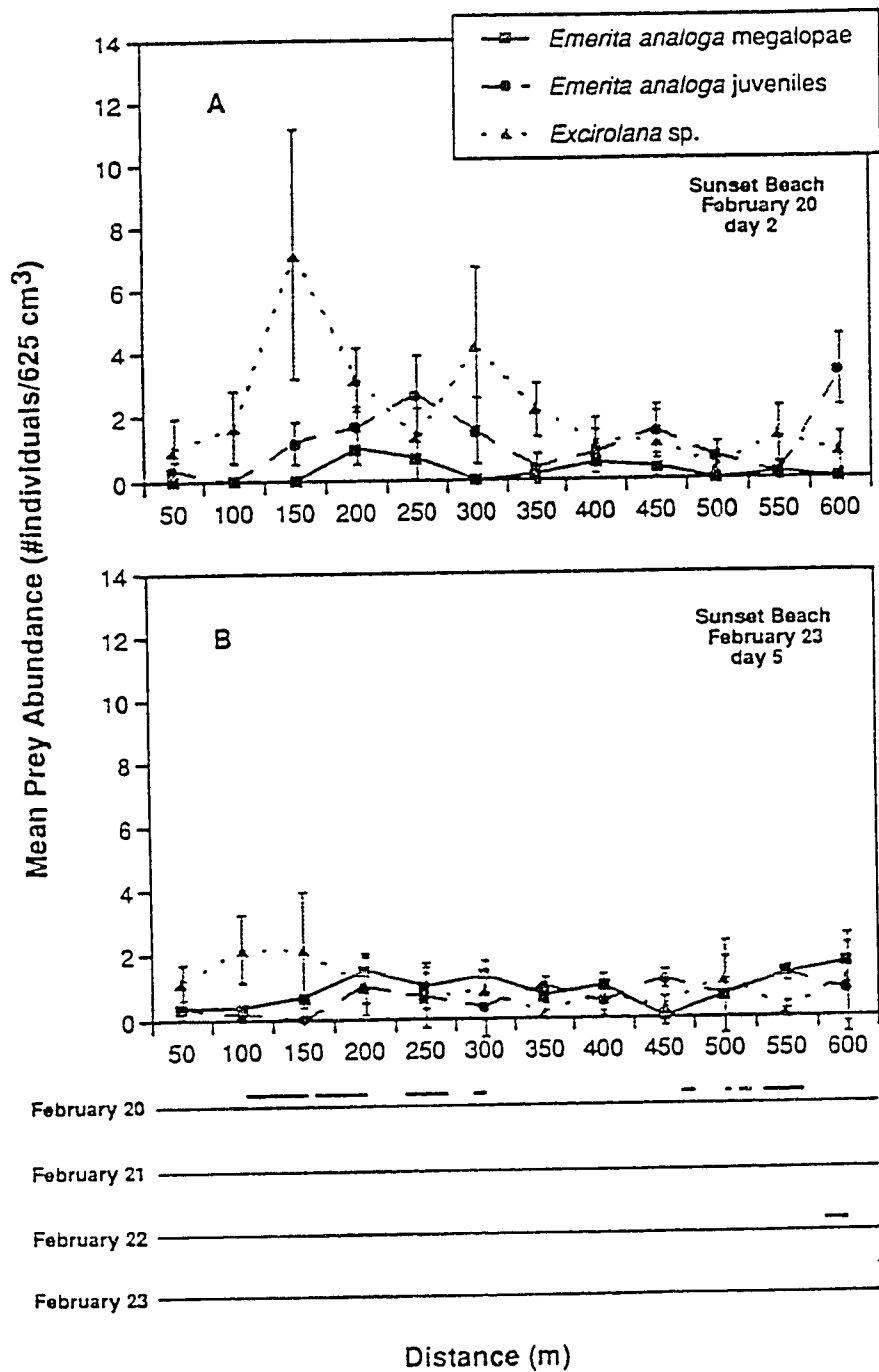 Emerita analoga megalopae
Emerita analoga juveniles
Excirolana sp.
Mean Prey Abundance (#individuals/625 cm³)
14
12
10
8
6
4
2
0
A
Sunset Beach
February 20
day 2
50 100 150 200 250 300 350 400 450 500 550 600
14
12
10
8
6
4
2
0
B
Sunset Beach
February 23
day 5
50 100 150 200 250 300 350 400 450 500 550 600
February 20
February 21
February 22
February 23
Distance (m)